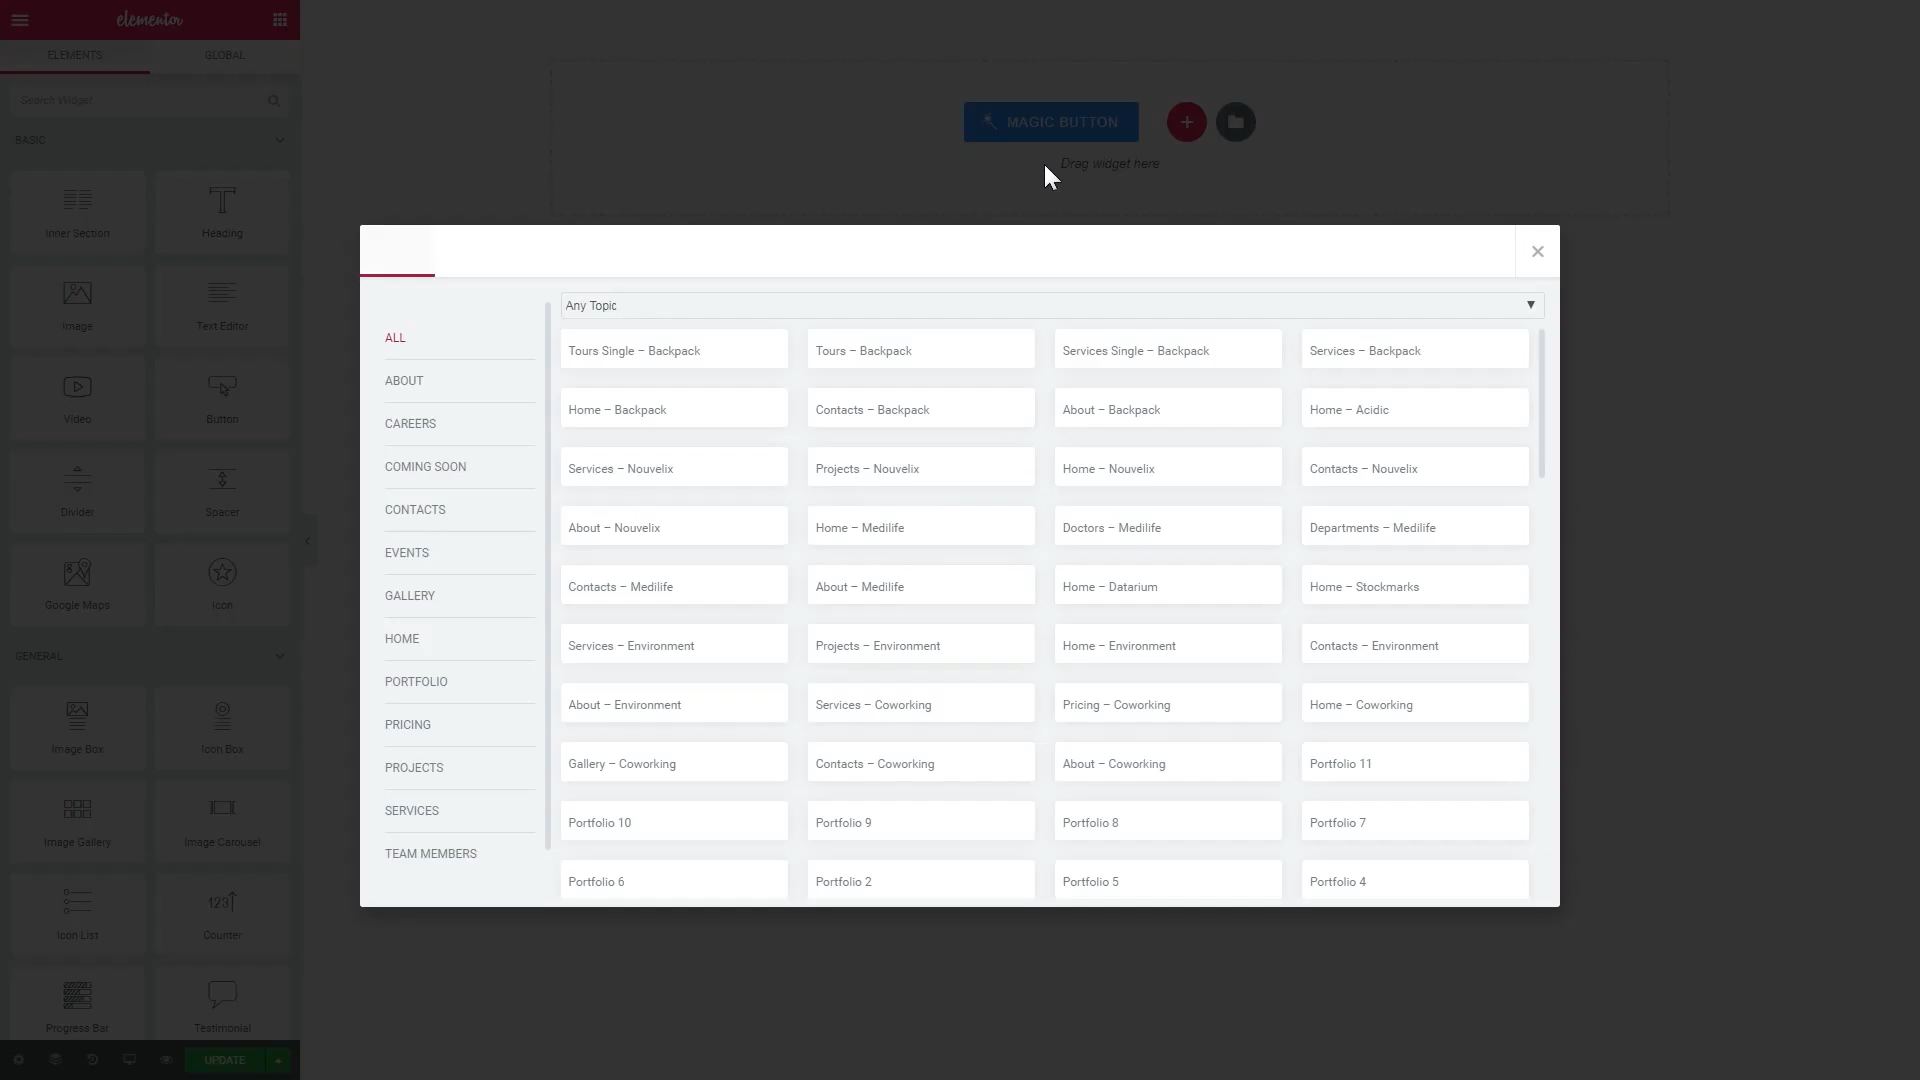 elementor
ELEMENTS
GLOBAL
Search Widget
BASIC
Inner Section
Heading
Image
Text Editor
Video
Button
Divider
Spacer
Google Maps
Icon
GENERAL
Image Box
Icon Box
Image Gallery
Image Carousel
Icon List
123
Counter
Progress Bar
Testimonial
UPDATE
MAGIC BUTTON
Drag widget here
Any Topic
ALL
ABOUT
CAREERS
COMING SOON
CONTACTS
EVENTS
GALLERY
HOME
PORTFOLIO
PRICING
PROJECTS
SERVICES
TEAM MEMBERS
Tours Single – Backpack
Tours – Backpack
Services Single – Backpack
Services – Backpack
Home – Backpack
Contacts – Backpack
About – Backpack
Home – Acidic
Services – Nouvelix
Projects – Nouvelix
Home – Nouvelix
Contacts – Nouvelix
About – Nouvelix
Home – Medilife
Doctors – Medilife
Departments – Medilife
Contacts – Medilife
About – Medilife
Home – Datarium
Home – Stockmarks
Services – Environment
Projects – Environment
Home – Environment
Contacts – Environment
About – Environment
Services – Coworking
Pricing – Coworking
Home – Coworking
Gallery – Coworking
Contacts – Coworking
About – Coworking
Portfolio 11
Portfolio 10
Portfolio 9
Portfolio 8
Portfolio 7
Portfolio 6
Portfolio 2
Portfolio 5
Portfolio 4